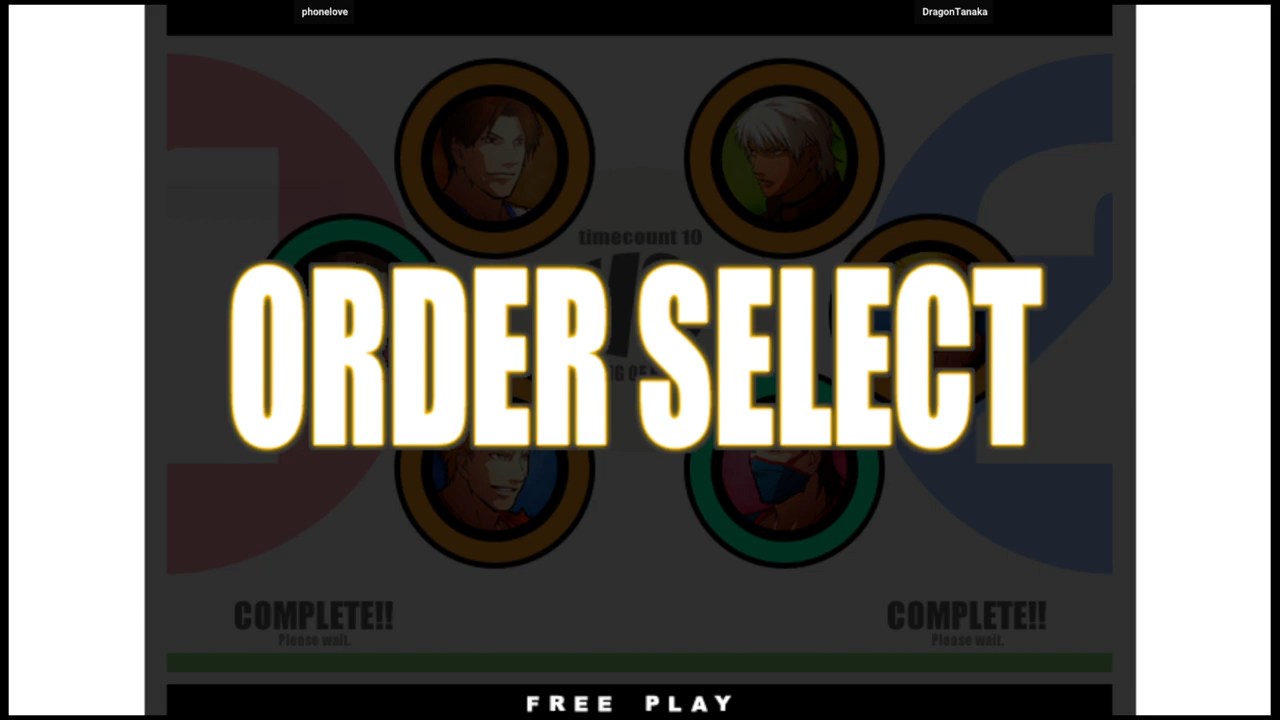 phonelove
DragonTanaka
timecount 10
ORDER SELECT
COMPLETE!!
Please wait.
COMPLETE!!
Please wait.
FREE PLAY